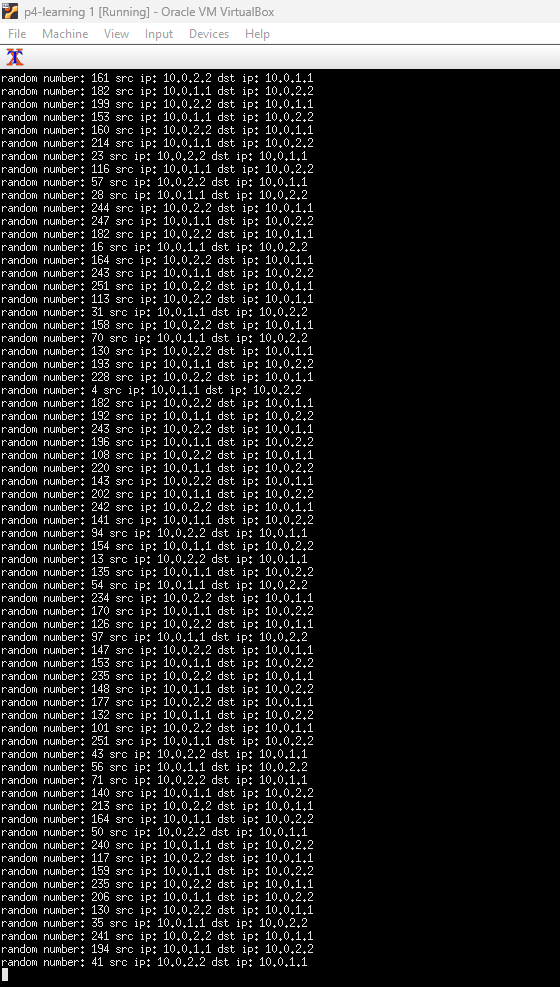 p4-learning 1 [Running] - Oracle VM VirtualBox
File Machine View Input Devices Help
random number: 161 src ip: 10.0.2.2 dst ip: 10.0.1.1
random number: 182 src ip: 10.0.1.1 dst ip: 10.0.2.2
random number: 199 src ip: 10.0.2.2 dst ip: 10.0.1.1
random number: 153 src ip: 10.0.1.1 dst ip: 10.0.2.2
random number: 160 src ip: 10.0.2.2 dst ip: 10.0.1.1
random number: 214 src ip: 10.0.1.1 dst ip: 10.0.2.2
random number: 23 src ip: 10.0.2.2 dst ip: 10.0.1.1
random number: 116 src ip: 10.0.1.1 dst ip: 10.0.2.2
random number: 57 src ip: 10.0.2.2 dst ip: 10.0.1.1
random number: 28 src ip: 10.0.1.1 dst ip: 10.0.2.2
random number: 244 src ip: 10.0.2.2 dst ip: 10.0.1.1
random number: 247 src ip: 10.0.1.1 dst ip: 10.0.2.2
random number: 182 src ip: 10.0.2.2 dst ip: 10.0.1.1
random number: 16 src ip: 10.0.1.1 dst ip: 10.0.2.2
random number: 164 src ip: 10.0.2.2 dst ip: 10.0.1.1
random number: 243 src ip: 10.0.1.1 dst ip: 10.0.2.2
random number: 251 src ip: 10.0.2.2 dst ip: 10.0.1.1
random number: 113 src ip: 10.0.2.2 dst ip: 10.0.1.1
random number: 31 src ip: 10.0.1.1 dst ip: 10.0.2.2
random number: 158 src ip: 10.0.2.2 dst ip: 10.0.1.1
random number: 70 src ip: 10.0.1.1 dst ip: 10.0.2.2
random number: 130 src ip: 10.0.2.2 dst ip: 10.0.1.1
random number: 193 src ip: 10.0.1.1 dst ip: 10.0.2.2
random number: 228 src ip: 10.0.2.2 dst ip: 10.0.1.1
random number: 4 src ip: 10.0.1.1 dst ip: 10.0.2.2
random number: 182 src ip: 10.0.2.2 dst ip: 10.0.1.1
random number: 192 src ip: 10.0.1.1 dst ip: 10.0.2.2
random number: 243 src ip: 10.0.2.2 dst ip: 10.0.1.1
random number: 196 src ip: 10.0.1.1 dst ip: 10.0.2.2
random number: 108 src ip: 10.0.2.2 dst ip: 10.0.1.1
random number: 220 src ip: 10.0.1.1 dst ip: 10.0.2.2
random number: 143 src ip: 10.0.2.2 dst ip: 10.0.1.1
random number: 202 src ip: 10.0.1.1 dst ip: 10.0.2.2
random number: 242 src ip: 10.0.2.2 dst ip: 10.0.1.1
random number: 141 src ip: 10.0.1.1 dst ip: 10.0.2.2
random number: 94 src ip: 10.0.2.2 dst ip: 10.0.1.1
random number: 154 src ip: 10.0.1.1 dst ip: 10.0.2.2
random number: 13 src ip: 10.0.2.2 dst ip: 10.0.1.1
random number: 135 src ip: 10.0.1.1 dst ip: 10.0.2.2
random number: 54 src ip: 10.0.1.1 dst ip: 10.0.2.2
random number: 234 src ip: 10.0.2.2 dst ip: 10.0.1.1
random number: 170 src ip: 10.0.1.1 dst ip: 10.0.2.2
random number: 126 src ip: 10.0.2.2 dst ip: 10.0.1.1
random number: 97 src ip: 10.0.1.1 dst ip: 10.0.2.2
random number: 147 src ip: 10.0.2.2 dst ip: 10.0.1.1
random number: 153 src ip: 10.0.1.1 dst ip: 10.0.2.2
random number: 235 src ip: 10.0.2.2 dst ip: 10.0.1.1
random number: 148 src ip: 10.0.1.1 dst ip: 10.0.2.2
random number: 177 src ip: 10.0.2.2 dst ip: 10.0.1.1
random number: 132 src ip: 10.0.1.1 dst ip: 10.0.2.2
random number: 101 src ip: 10.0.2.2 dst ip: 10.0.1.1
random number: 251 src ip: 10.0.1.1 dst ip: 10.0.2.2
random number: 43 src ip: 10.0.2.2 dst ip: 10.0.1.1
random number: 56 src ip: 10.0.1.1 dst ip: 10.0.2.2
random number: 71 src ip: 10.0.2.2 dst ip: 10.0.1.1
random number: 140 src ip: 10.0.1.1 dst ip: 10.0.2.2
random number: 213 src ip: 10.0.2.2 dst ip: 10.0.1.1
random number: 164 src ip: 10.0.1.1 dst ip: 10.0.2.2
random number: 50 src ip: 10.0.2.2 dst ip: 10.0.1.1
random number: 240 src ip: 10.0.1.1 dst ip: 10.0.2.2
random number: 117 src ip: 10.0.2.2 dst ip: 10.0.1.1
random number: 159 src ip: 10.0.1.1 dst ip: 10.0.2.2
random number: 235 src ip: 10.0.2.2 dst ip: 10.0.1.1
random number: 206 src ip: 10.0.1.1 dst ip: 10.0.2.2
random number: 130 src ip: 10.0.2.2 dst ip: 10.0.1.1
random number: 35 src ip: 10.0.1.1 dst ip: 10.0.2.2
random number: 241 src ip: 10.0.2.2 dst ip: 10.0.1.1
random number: 194 src ip: 10.0.1.1 dst ip: 10.0.2.2
random number: 41 src ip: 10.0.2.2 dst ip: 10.0.1.1